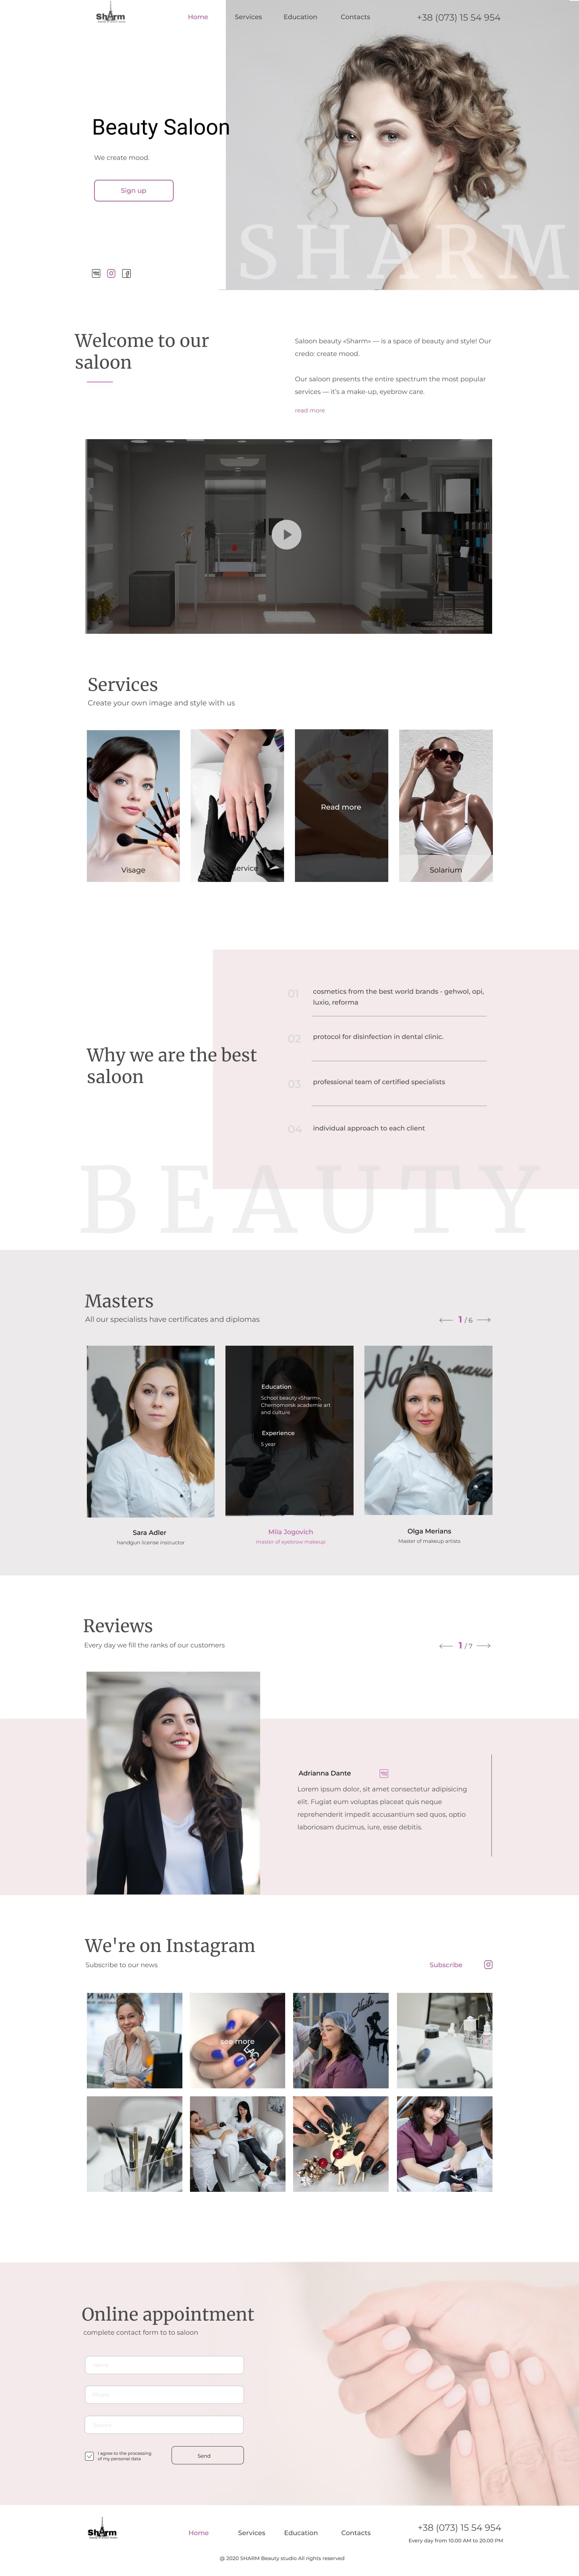 Sharm
Home Services Education Contacts +38 (073) 15 54 954
Beauty Saloon
We create mood.
Sign up
SHARM
Welcome to our
saloon
Saloon beauty «Sharm» — is a space of beauty and style! Our
credo: create mood.
Our saloon presents the entire spectrum the most popular
services — it's a make-up, eyebrow care.
read more
Services
Create your own image and style with us
Visage
service
Read more
Solarium
01 cosmetics from the best world brands - gehwol, opi,
luxio, reforma
02 protocol for disinfection in dental clinic.
Why we are the best
saloon
03 professional team of certified specialists
04 individual approach to each client
BEAUTY
Masters
All our specialists have certificates and diplomas
1 / 6
Education
School beauty «Sharm»,
Chernomorsk academie art
and culture
Experience
5 year
Sara Adler
handgun license instructor
Mila Jogovich
master of eyebrow makeup
Olga Merians
Master of makeup artists
Reviews
Every day we fill the ranks of our customers
1 / 7
Adrianna Dante
Lorem ipsum dolor, sit amet consectetur adipisicing
elit. Fugiat eum voluptas placeat quis neque
reprehenderit impedit accusantium sed quos, optio
laboriosam ducimus, iure, esse debitis.
We're on Instagram
Subscribe to our news
Subscribe
see more
Online appointment
complete contact form to to saloon
Name
Phone
I agree to the processing
of my personal data
Send
Sharm
Home Services Education Contacts +38 (073) 15 54 954
Every day from 10.00 AM to 20.00 PM
@ 2020 SHARM Beauty studio All rights reserved